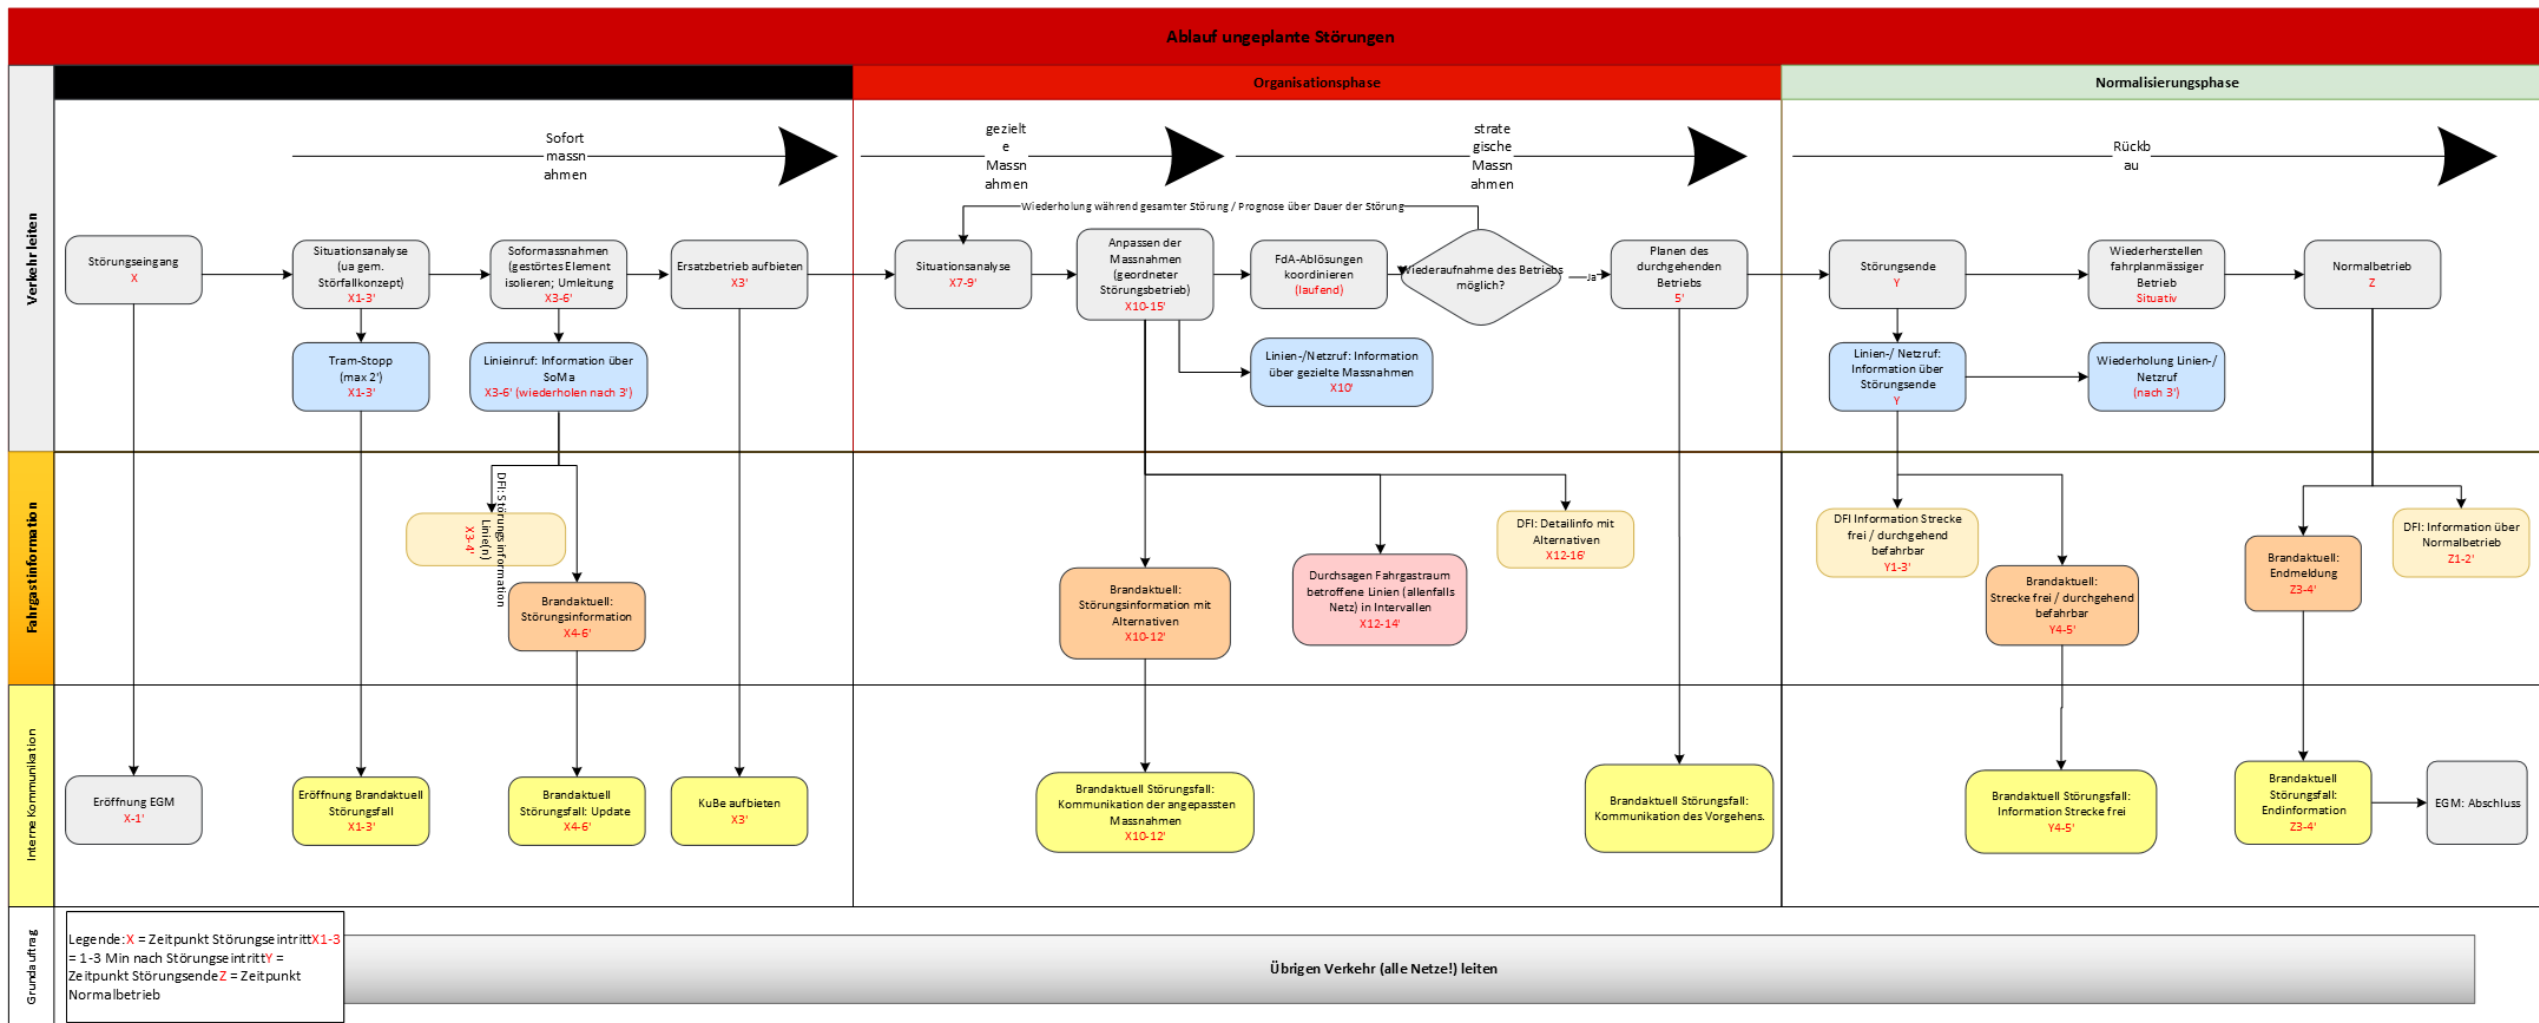 Ablauf ungeplante Störungen
Organisationsphase
Normalisierungsphase
Verkehr leiten
Sofort
massn
ahmen
gezielt
e
Massn
ahmen
strate
gische
Massn
ahmen
Rückb
au
Wiederholung während gesamter Störung / Prognose über Dauer der Störung
Störungseingang
X
Situationsanalyse
(ua gem.
Störfallkonzept)
X1-3'
Soformassnahmen
(gestörtes Element
isolieren; Umleitung
X3-6'
Ersatzbetrieb aufbieten
X3'
Situationsanalyse
X7-9'
Anpassen der
Massnahmen
(geordneter
Störungsbetrieb)
X10-15'
FdA-Ablösungen
koordinieren
(laufend)
Wiederaufnahme des Betriebs
möglich?
Ja
Planen des
durchgehenden
Betriebs
5'
Störungsende
Y
Wiederherstellen
fahrplanmässiger
Betrieb
Situativ
Normalbetrieb
Z
Tram-Stopp
(max 2')
X1-3'
Linieinruf: Information über
SoMa
X3-6' (wiederholen nach 3')
Linien-/Netzruf: Information
über gezielte Massnahmen
X10'
Linien-/ Netzruf:
Information über
Störungsende
Y
Wiederholung Linien-/
Netzruf
(nach 3')
Fahrgastinformation
DFI: Störungsinformation
Linie(n)
X3-4'
Brandaktuell:
Störungsinformation
X4-6'
Brandaktuell:
Störungsinformation mit
Alternativen
X10-12'
Durchsagen Fahrgastraum
betroffene Linien (allenfalls
Netz) in Intervallen
X12-14'
DFI: Detailinfo mit
Alternativen
X12-16'
DFI Information Strecke
frei / durchgehend
befahrbar
Y1-3'
Brandaktuell:
Strecke frei / durchgehend
befahrbar
Y4-5'
Brandaktuell:
Endmeldung
Z3-4'
DFI: Information über
Normalbetrieb
Z1-2'
Interne Kommunikation
Eröffnung EGM
X-1'
Eröffnung Brandaktuell
Störungsfall
X1-3'
Brandaktuell
Störungsfall: Update
X4-6'
KuBe aufbieten
X3'
Brandaktuell Störungsfall:
Kommunikation der angepassten
Massnahmen
X10-12'
Brandaktuell Störungsfall:
Kommunikation des Vorgehens.
Brandaktuell Störungsfall:
Information Strecke frei
Y4-5'
Brandaktuell
Störungsfall:
Endinformation
Z3-4'
EGM: Abschluss
Grundauftrag
Legende:X = Zeitpunkt StörungseintrittX1-3
= 1-3 Min nach StörungseintrittY =
Zeitpunkt StörungsendeZ = Zeitpunkt
Normalbetrieb
Übrigen Verkehr (alle Netze!) leiten